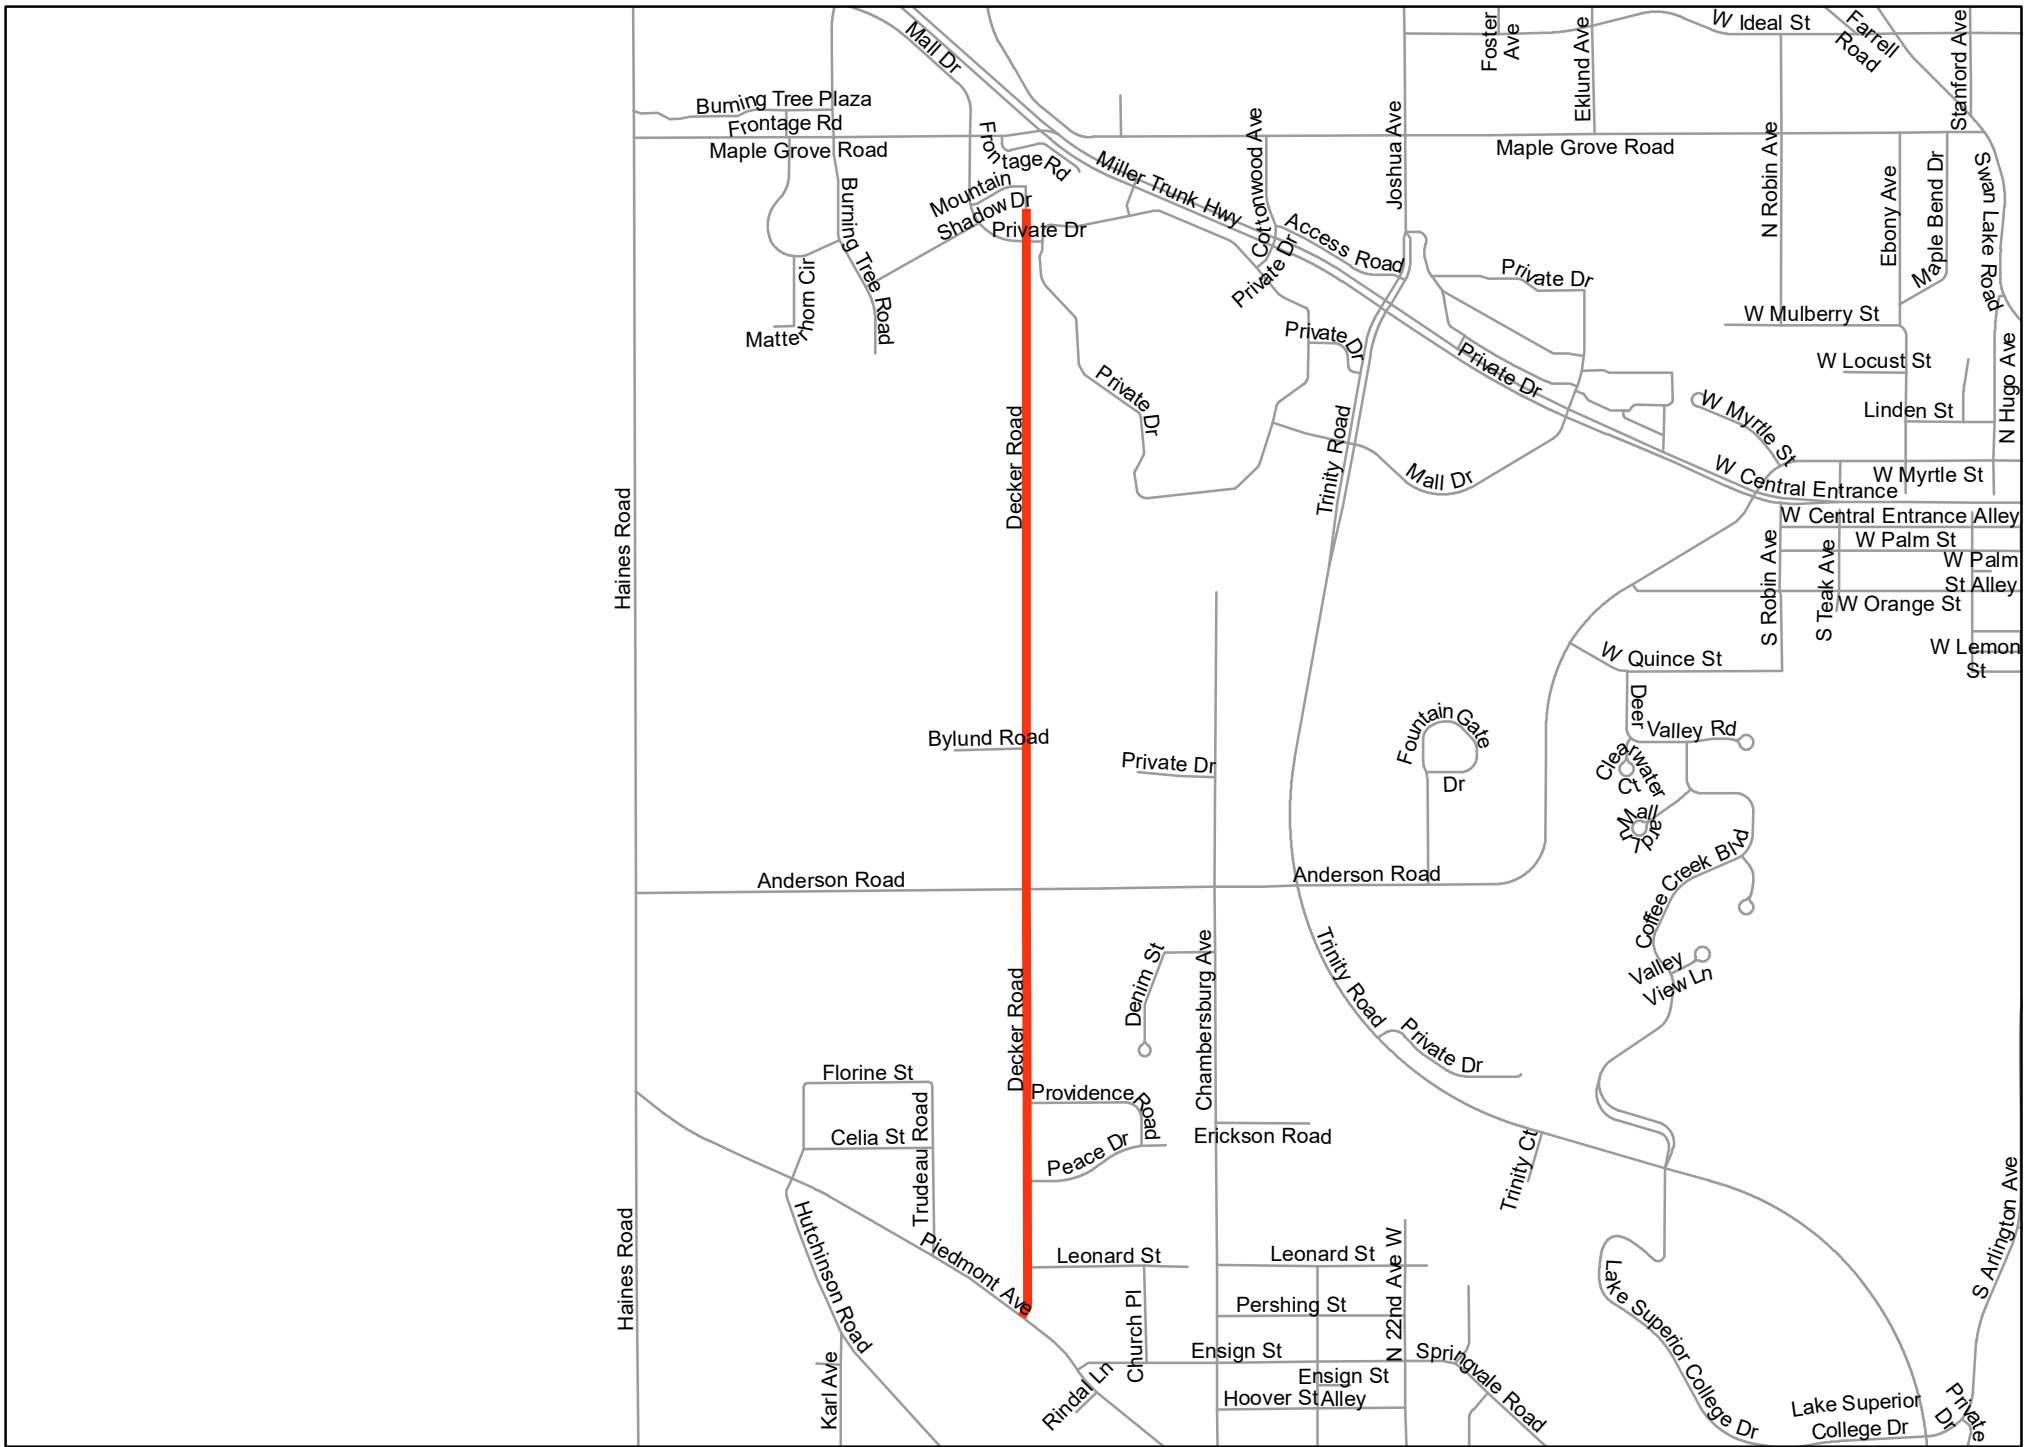 Mall Dr
Foster
Ave
Eklund Ave
W Ideal St
Farrell
Road
Stanford Ave
Burning Tree Plaza
Frontage Rd
Maple Grove Road
Frontage Rd
Miller Trunk Hwy
Cottonwood Ave
Joshua Ave
Maple Grove Road
N Robin Ave
Ebony Ave
Maple Bend Dr
Swan Lake Road
Mountain
Shadow Dr
Private Dr
Burning Tree Road
Matterhorn Cir
Access Road
Private Dr
Private Dr
Private Dr
Private Dr
W Mulberry St
W Locust St
Linden St
N Hugo Ave
Private Dr
Decker Road
Trinity Road
Mall Dr
W Myrtle St
W Myrtle St
W Central Entrance
W Central Entrance Alley
W Palm St
W Palm
St Alley
W Orange St
S Robin Ave
S Teak Ave
W Lemon
St
W Quince St
Haines Road
Bylund Road
Private Dr
Fountain Gate
Dr
Deer
Valley Rd
Clearwater
Ct
Mallard Ln
Coffee Creek Blvd
Valley
View Ln
Anderson Road
Anderson Road
Decker Road
Denim St
Chambersburg Ave
Trinity Road
Private Dr
Florine St
Celia St
Trudeau Road
Providence Road
Peace Dr
Erickson Road
Trinity Ct
Haines Road
Hutchinson Road
Piedmont Ave
Leonard St
Leonard St
Church Pl
Pershing St
N 22nd Ave W
Ensign St
Ensign St
Alley
Hoover St
Springvale Road
Karl Ave
Rindal Ln
Lake Superior College Dr
Lake Superior
College Dr
S Arlington Ave
Private
Dr